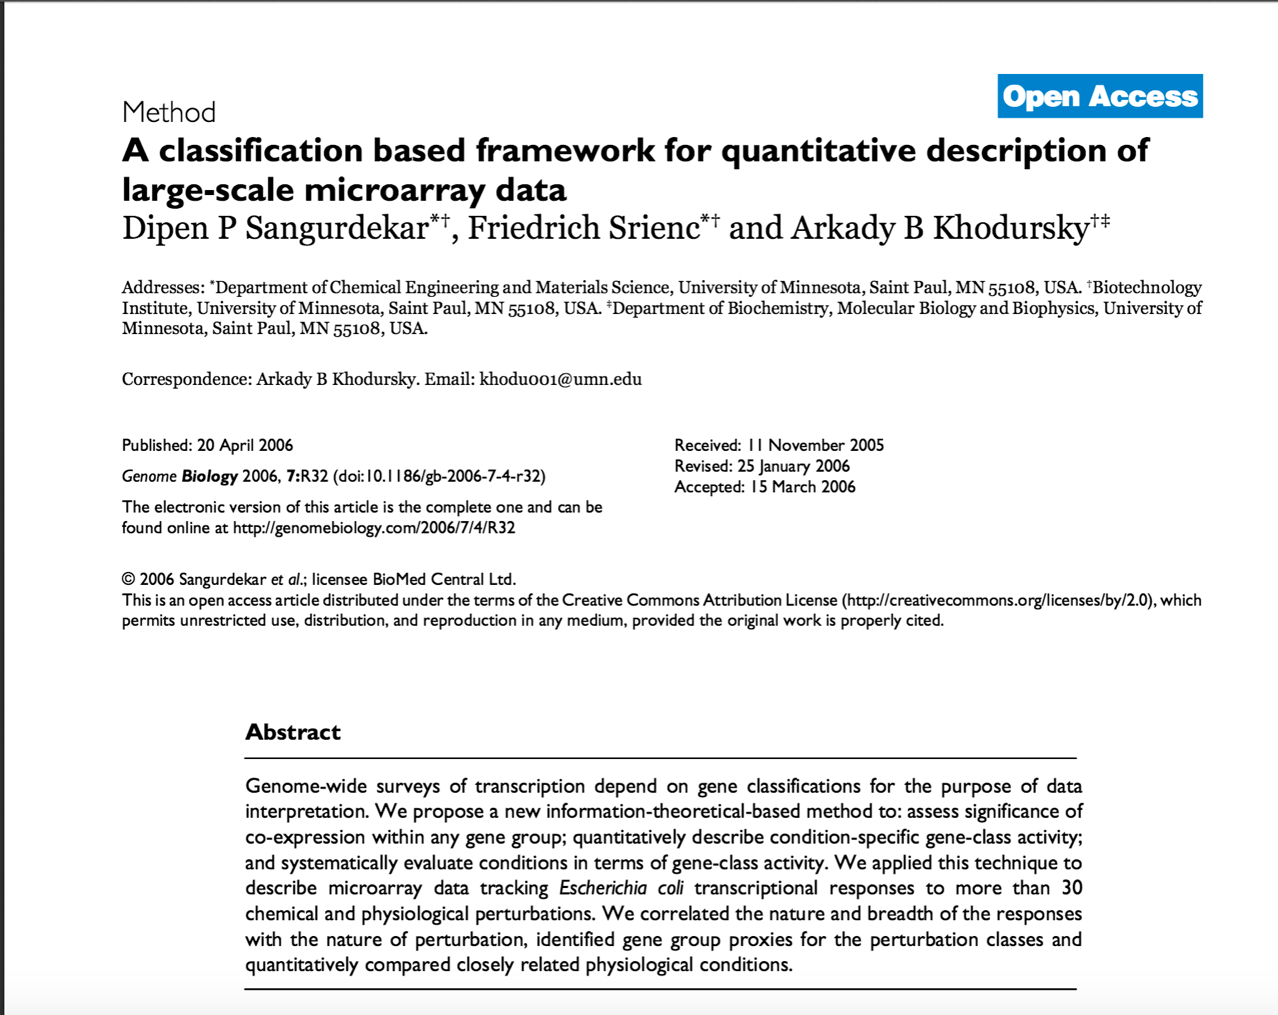 Open Access
Method
A classification based framework for quantitative description of
large-scale microarray data
Dipen P Sangurdekar*†, Friedrich Srienc*† and Arkady B Khodursky†‡
Addresses: *Department of Chemical Engineering and Materials Science, University of Minnesota, Saint Paul, MN 55108, USA. †Biotechnology
Institute, University of Minnesota, Saint Paul, MN 55108, USA. ‡Department of Biochemistry, Molecular Biology and Biophysics, University of
Minnesota, Saint Paul, MN 55108, USA.
Correspondence: Arkady B Khodursky. Email: khodu001@umn.edu
Published: 20 April 2006
Genome Biology 2006, 7:R32 (doi:10.1186/gb-2006-7-4-r32)
The electronic version of this article is the complete one and can be
found online at http://genomebiology.com/2006/7/4/R32
Received: 11 November 2005
Revised: 25 January 2006
Accepted: 15 March 2006
© 2006 Sangurdekar et al.; licensee BioMed Central Ltd.
This is an open access article distributed under the terms of the Creative Commons Attribution License (http://creativecommons.org/licenses/by/2.0), which
permits unrestricted use, distribution, and reproduction in any medium, provided the original work is properly cited.
Abstract
Genome-wide surveys of transcription depend on gene classifications for the purpose of data
interpretation. We propose a new information-theoretical-based method to: assess significance of
co-expression within any gene group; quantitatively describe condition-specific gene-class activity;
and systematically evaluate conditions in terms of gene-class activity. We applied this technique to
describe microarray data tracking Escherichia coli transcriptional responses to more than 30
chemical and physiological perturbations. We correlated the nature and breadth of the responses
with the nature of perturbation, identified gene group proxies for the perturbation classes and
quantitatively compared closely related physiological conditions.